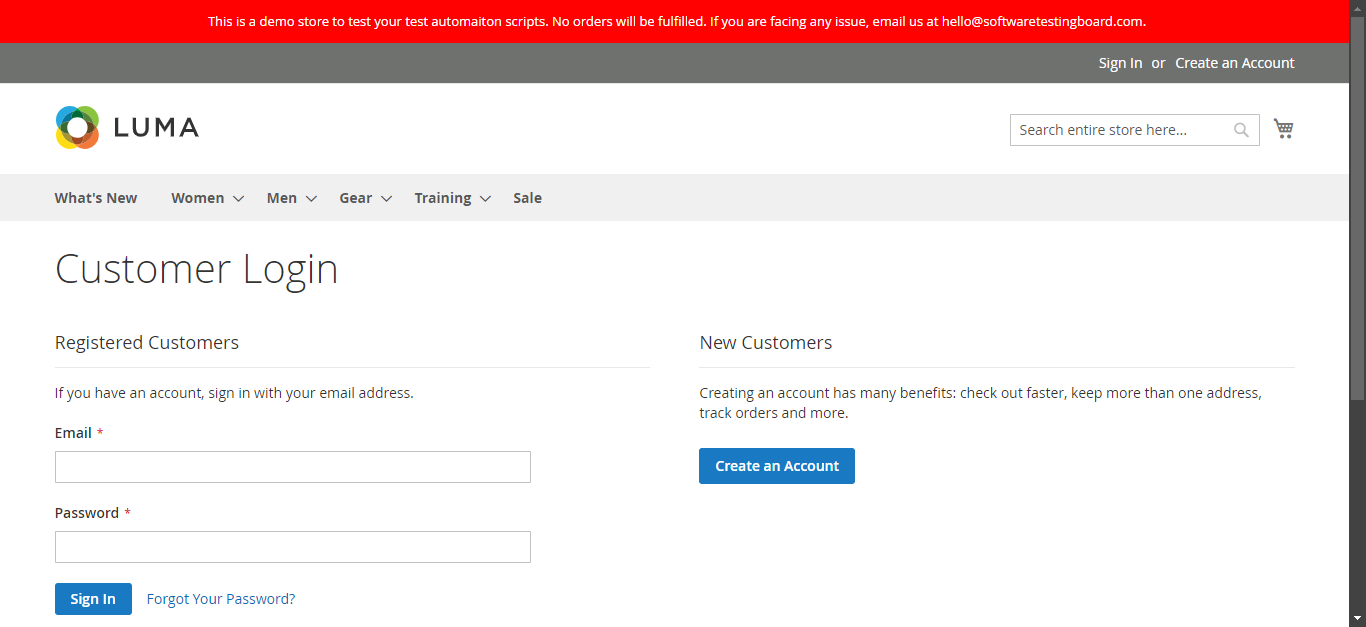 This is a demo store to test your test automaiton scripts. No orders will be fulfilled. If you are facing any issue, email us at hello@softwaretestingboard.com.
Sign In or Create an Account
LUMA
Search entire store here...
What's New Women Men Gear Training Sale
Customer Login
Registered Customers
If you have an account, sign in with your email address.
Email *
Password *
Sign In Forgot Your Password?
New Customers
Creating an account has many benefits: check out faster, keep more than one address,
track orders and more.
Create an Account